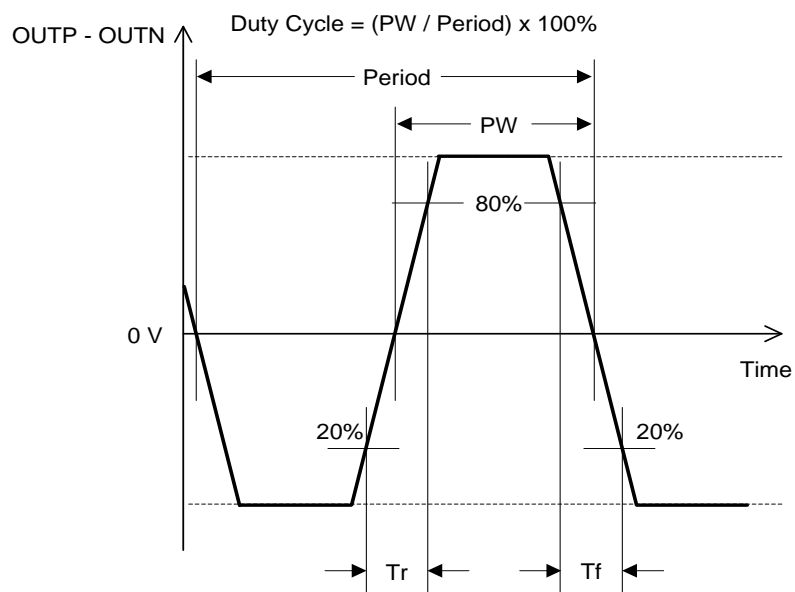 Duty Cycle = (PW / Period) x 100%
OUTP - OUTN
Period
PW
80%
0 V
Time
20%
20%
Tr
Tf